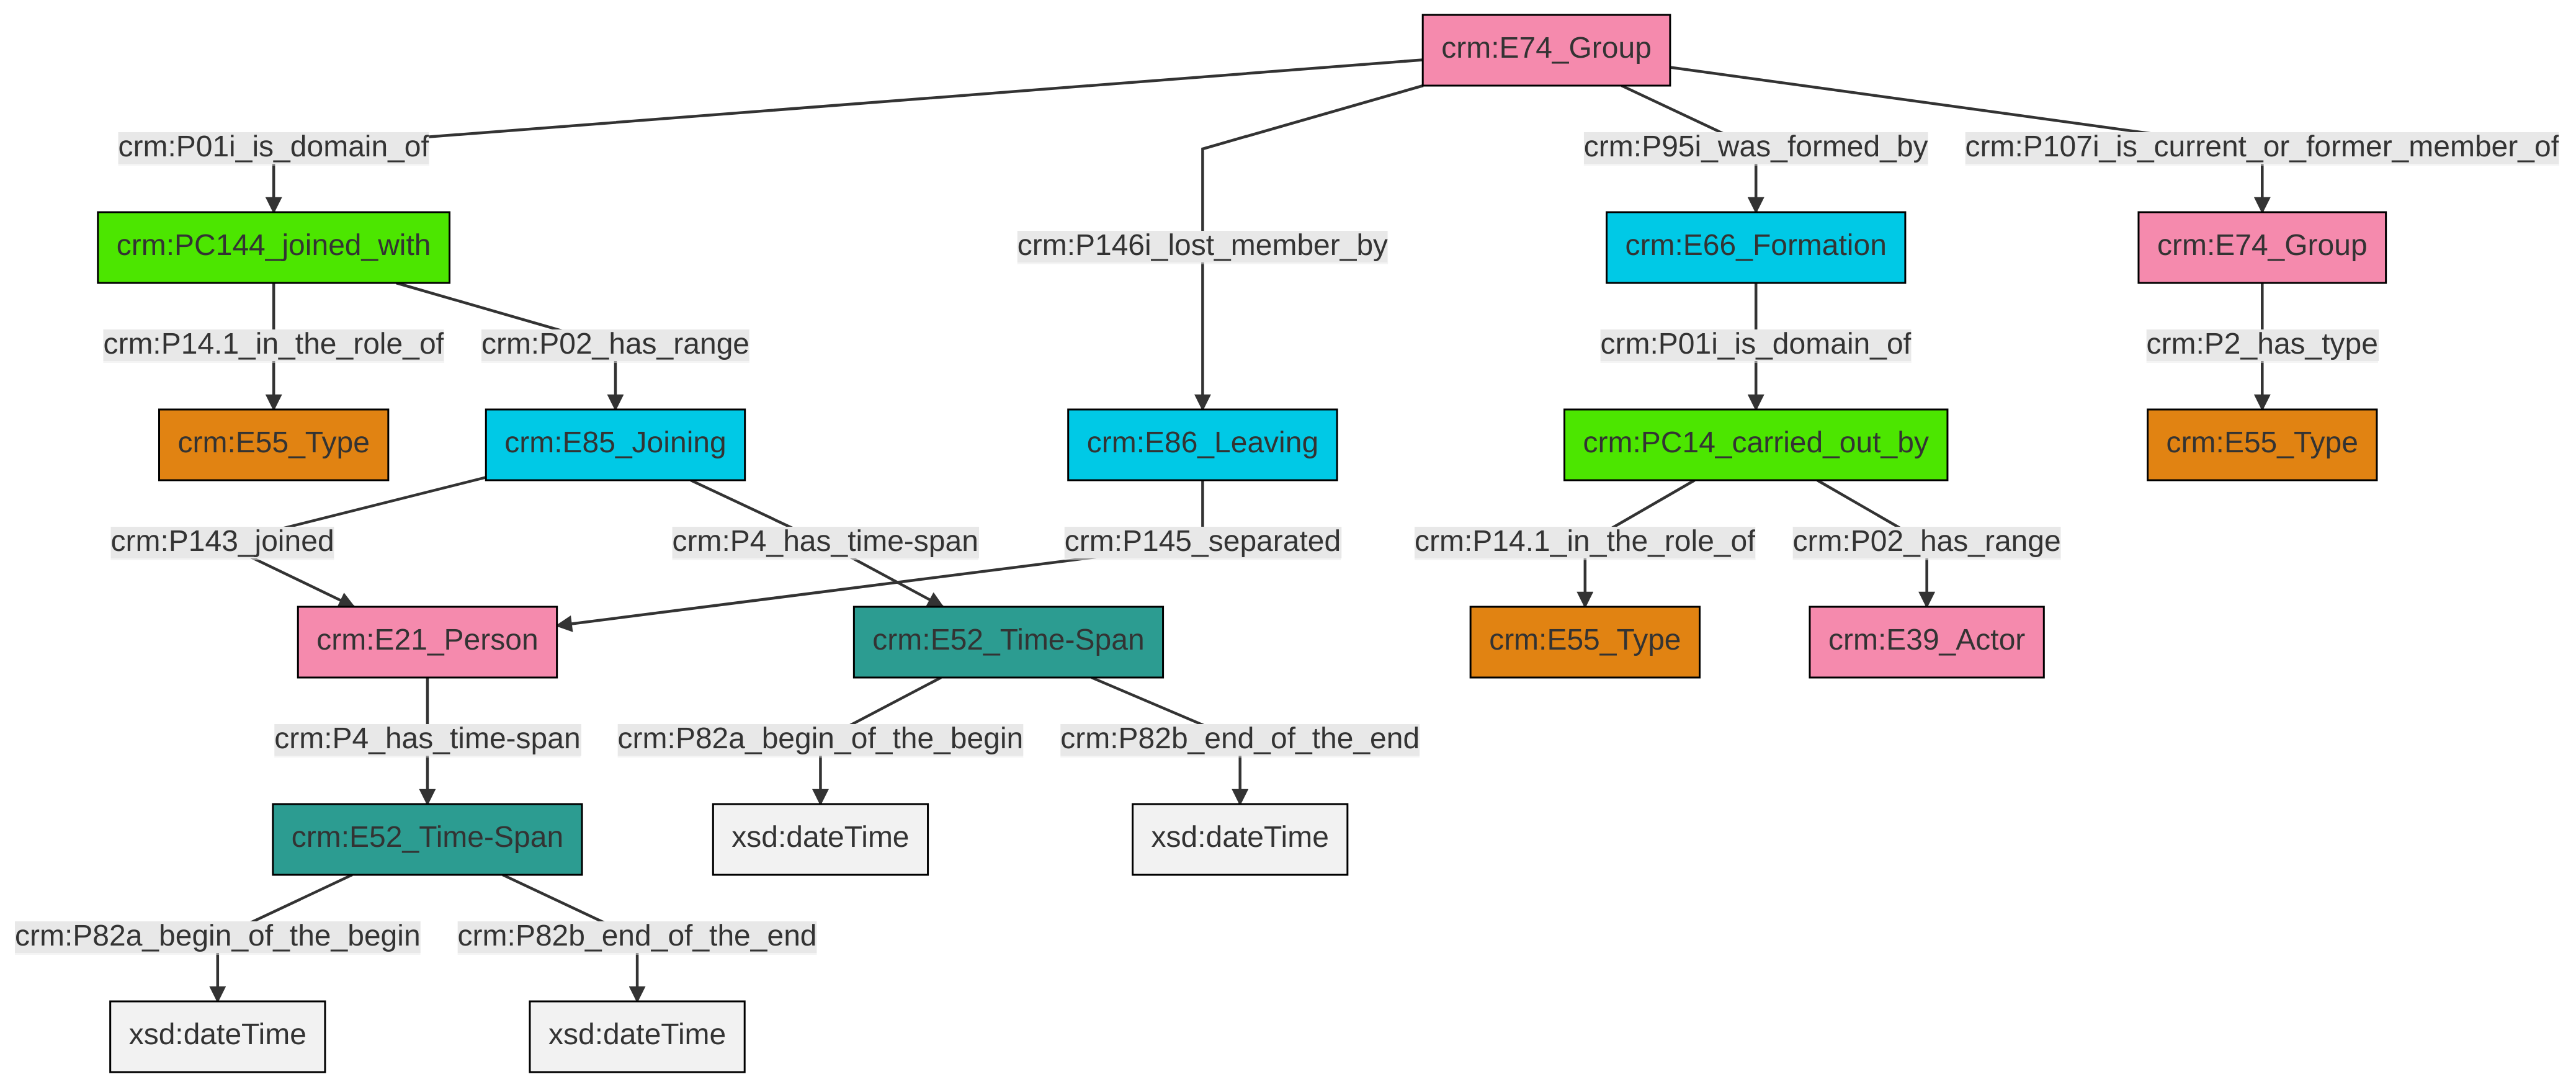 crm:E74_Group
crm:P01i_is_domain_of
crm:P95i_was_formed_by
crm:P107i_is_current_or_former_member_of
crm:PC144_joined_with
crm:P146i_lost_member_by
crm:E66_Formation
crm:E74_Group
crm:P14.1_in_the_role_of
crm:P02_has_range
crm:P01i_is_domain_of
crm:P2_has_type
crm:E55_Type
crm:E85_Joining
crm:E86_Leaving
crm:PC14_carried_out_by
crm:E55_Type
crm:P143_joined
crm:P4_has_time-span
crm:P145_separated
crm:P14.1_in_the_role_of
crm:P02_has_range
crm:E21_Person
crm:E52_Time-Span
crm:E55_Type
crm:E39_Actor
crm:P4_has_time-span
crm:P82a_begin_of_the_begin
crm:P82b_end_of_the_end
crm:E52_Time-Span
xsd:dateTime
xsd:dateTime
crm:P82a_begin_of_the_begin
crm:P82b_end_of_the_end
xsd:dateTime
xsd:dateTime